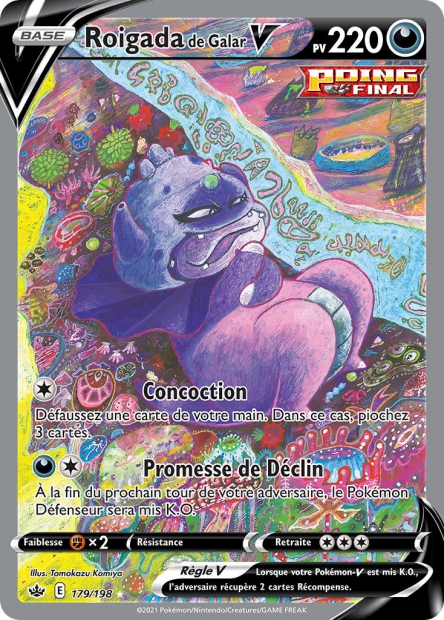 BASE Roigada de Galar V PV 220
POING FINAL
Concoction
Défaussez une carte de votre main. Dans ce cas, piochez
3 cartes.
Promesse de Déclin
À la fin du prochain tour de votre adversaire, le Pokémon
Défenseur sera mis K.O.
Faiblesse ×2 Résistance Retraite
Illus. Tomokazu Komiya
Règle V Lorsque votre Pokémon-V est mis K.O.,
l'adversaire récupère 2 cartes Récompense.
E 179/198
©2021 Pokémon/Nintendo/Creatures/GAME FREAK